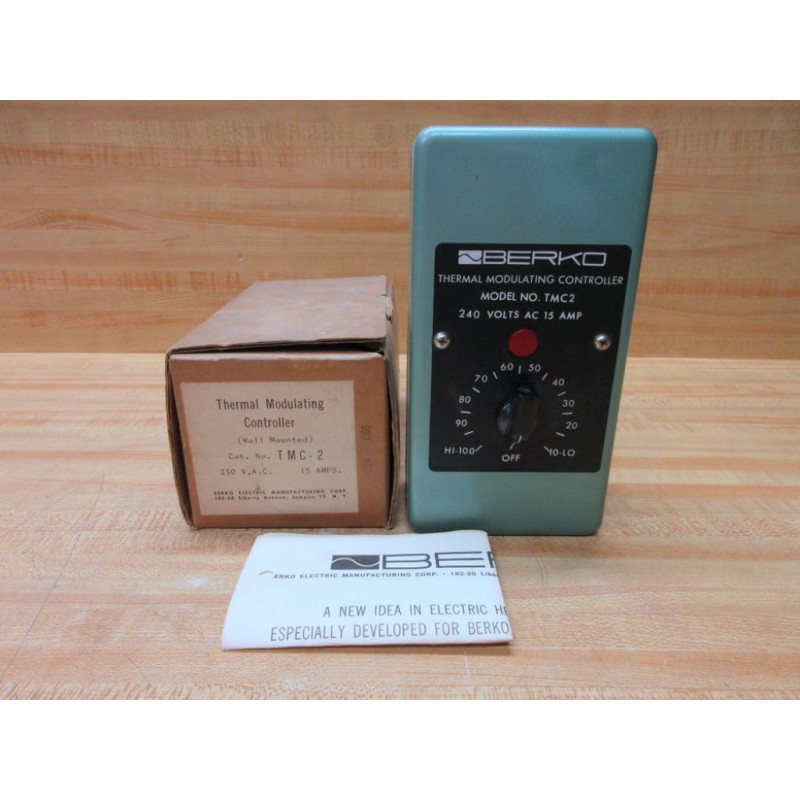 BERKO
THERMAL MODULATING CONTROLLER
MODEL NO. TMC2
240 VOLTS AC 15 AMP
60 50
70 40
80 30
90 20
HI-100 10-LO
OFF
Thermal Modulating
Controller
(Wall Mounted)
Cat. No. TMC-2
250 V.A.C. 15 AMPS.
BERKO ELECTRIC MANUFACTURING CORP.
Liberty Avenue, Jamaica N. Y.
BER
ERKO ELECTRIC MANUFACTURING CORP. - 182-20 Libe
A NEW IDEA IN ELECTRIC H
ESPECIALLY DEVELOPED FOR BERKO